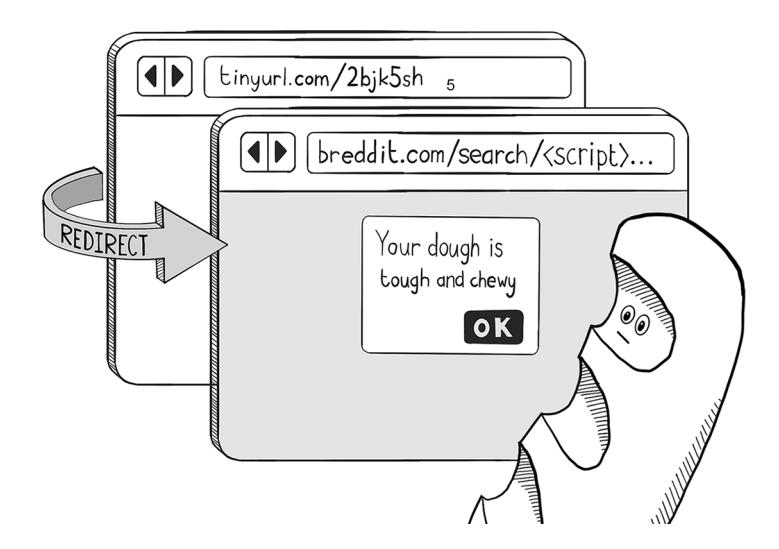 tinyurl.com/2bjk5sh 5
breddit.com/search/<script>...
REDIRECT
Your dough is
tough and chewy
OK